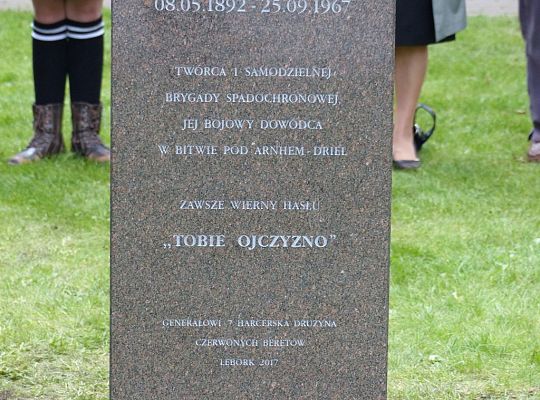 08.05.1892-25.09.1967
TWÓRCA 1 SAMODZIELNEJ
BRYGADY SPADOCHRONOWEJ,
JEJ BOJOWY DOWÓDCA
W BITWIE POD ARNHEM-DRIEL
ZAWSZE WIERNY HASŁU
„TOBIE OJCZYZNO”
GENERAŁOWI 7 HARCERSKA DRUŻYNA
CZERWONYCH BERETÓW
LĘBORK 2017